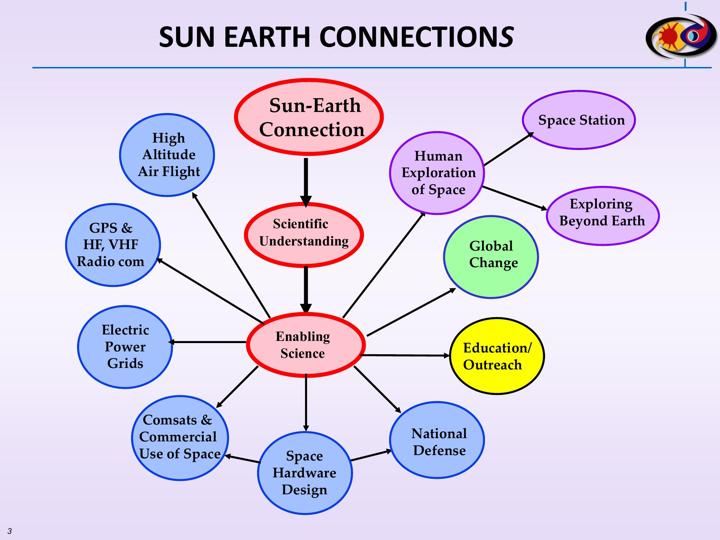 SUN EARTH CONNECTIONS
Sun-Earth
Connection
Space Station
High
Altitude
Air Flight
Human
Exploration
of Space
Exploring
Beyond Earth
GPS &
HF, VHF
Radio com
Scientific
Understanding
Global
Change
Electric
Power
Grids
Enabling
Science
Education/
Outreach
Comsats &
Commercial
Use of Space
National
Defense
Space
Hardware
Design
3